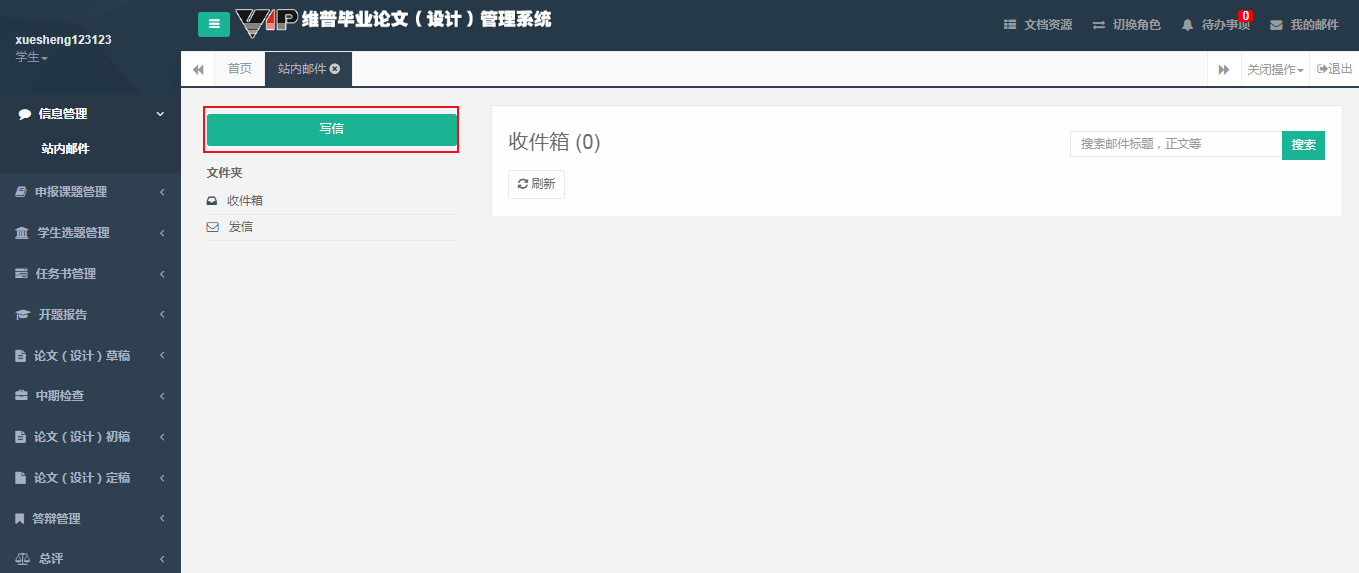 xuesheng123123
学生
信息管理
站内邮件
申报课题管理
学生选题管理
任务书管理
开题报告
论文（设计）草稿
中期检查
论文（设计）初稿
论文（设计）定稿
答辩管理
总评
VIP 维普毕业论文（设计）管理系统
文档资源 切换角色 待办事项 0 我的邮件
首页 站内邮件 关闭操作 退出
写信
文件夹
收件箱
发信
收件箱 (0)
搜索邮件标题，正文等 搜索
刷新